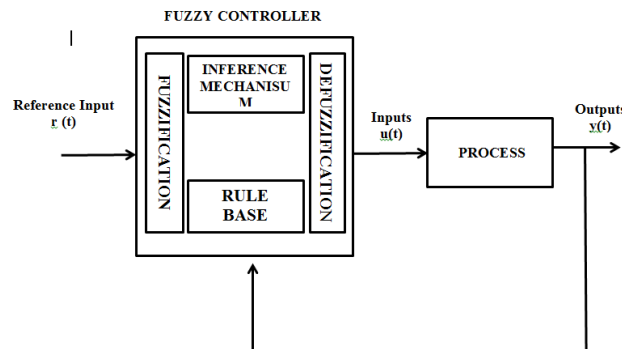 FUZZY CONTROLLER
Reference Input
r (t)
FUZZIFICATION
INFERENCE
MECHANISU
M
RULE
BASE
DEFUZZIFICATION
Inputs
u(t)
PROCESS
Outputs
y(t)